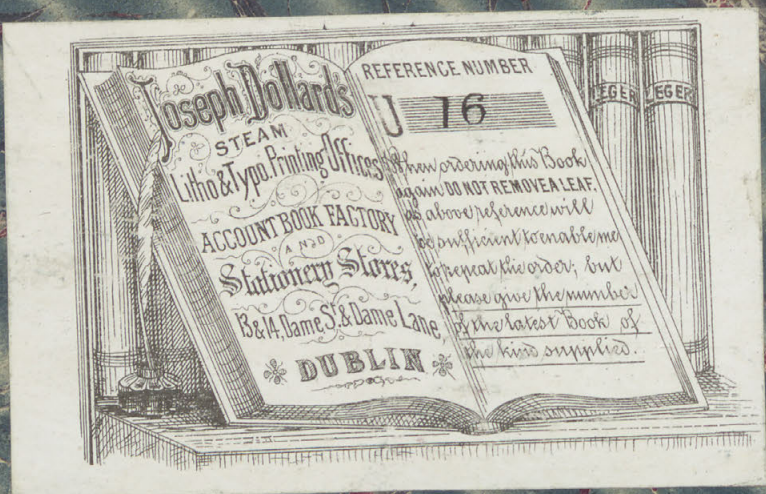 Joseph Dollard's
STEAM
Litho & Typo. Printing Offices
ACCOUNT BOOK FACTORY
AND
Stationery Stores,
13 & 14, Dame St. & Dame Lane,
DUBLIN
REFERENCE NUMBER
U 16
When ordering this Book
again DO NOT REMOVE A LEAF,
as above reference will
be sufficient to enable me
to repeat the order; but
please give the number
of the latest Book of
the kind supplied.
LEGER
LEGER